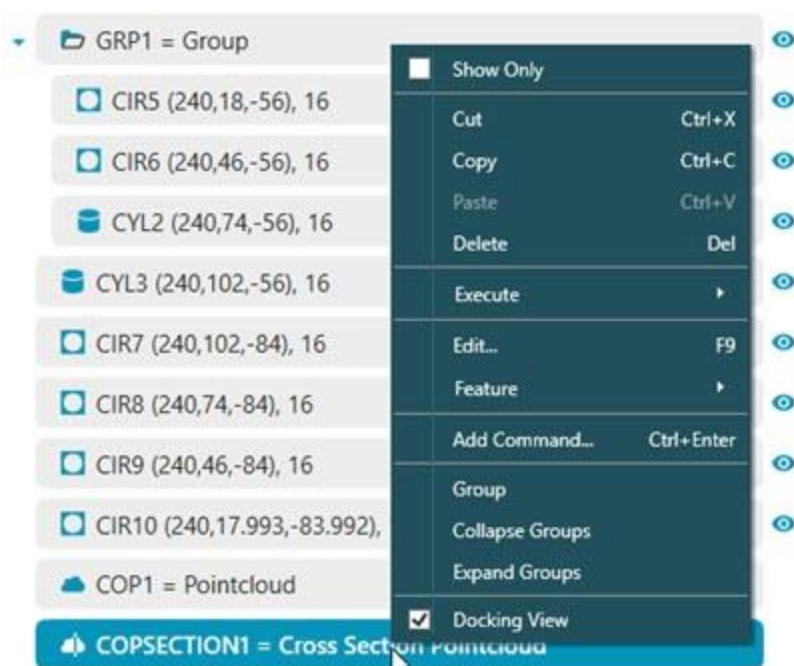 GRP1 = Group
CIR5 (240,18,-56), 16
CIR6 (240,46,-56), 16
CYL2 (240,74,-56), 16
CYL3 (240,102,-56), 16
CIR7 (240,102,-84), 16
CIR8 (240,74,-84), 16
CIR9 (240,46,-84), 16
CIR10 (240,17.993,-83.992),
COP1 = Pointcloud
COPSECTION1 = Cross Section Pointcloud
Show Only
Cut Ctrl+X
Copy Ctrl+C
Paste Ctrl+V
Delete Del
Execute
Edit... F9
Feature
Add Command... Ctrl+Enter
Group
Collapse Groups
Expand Groups
Docking View